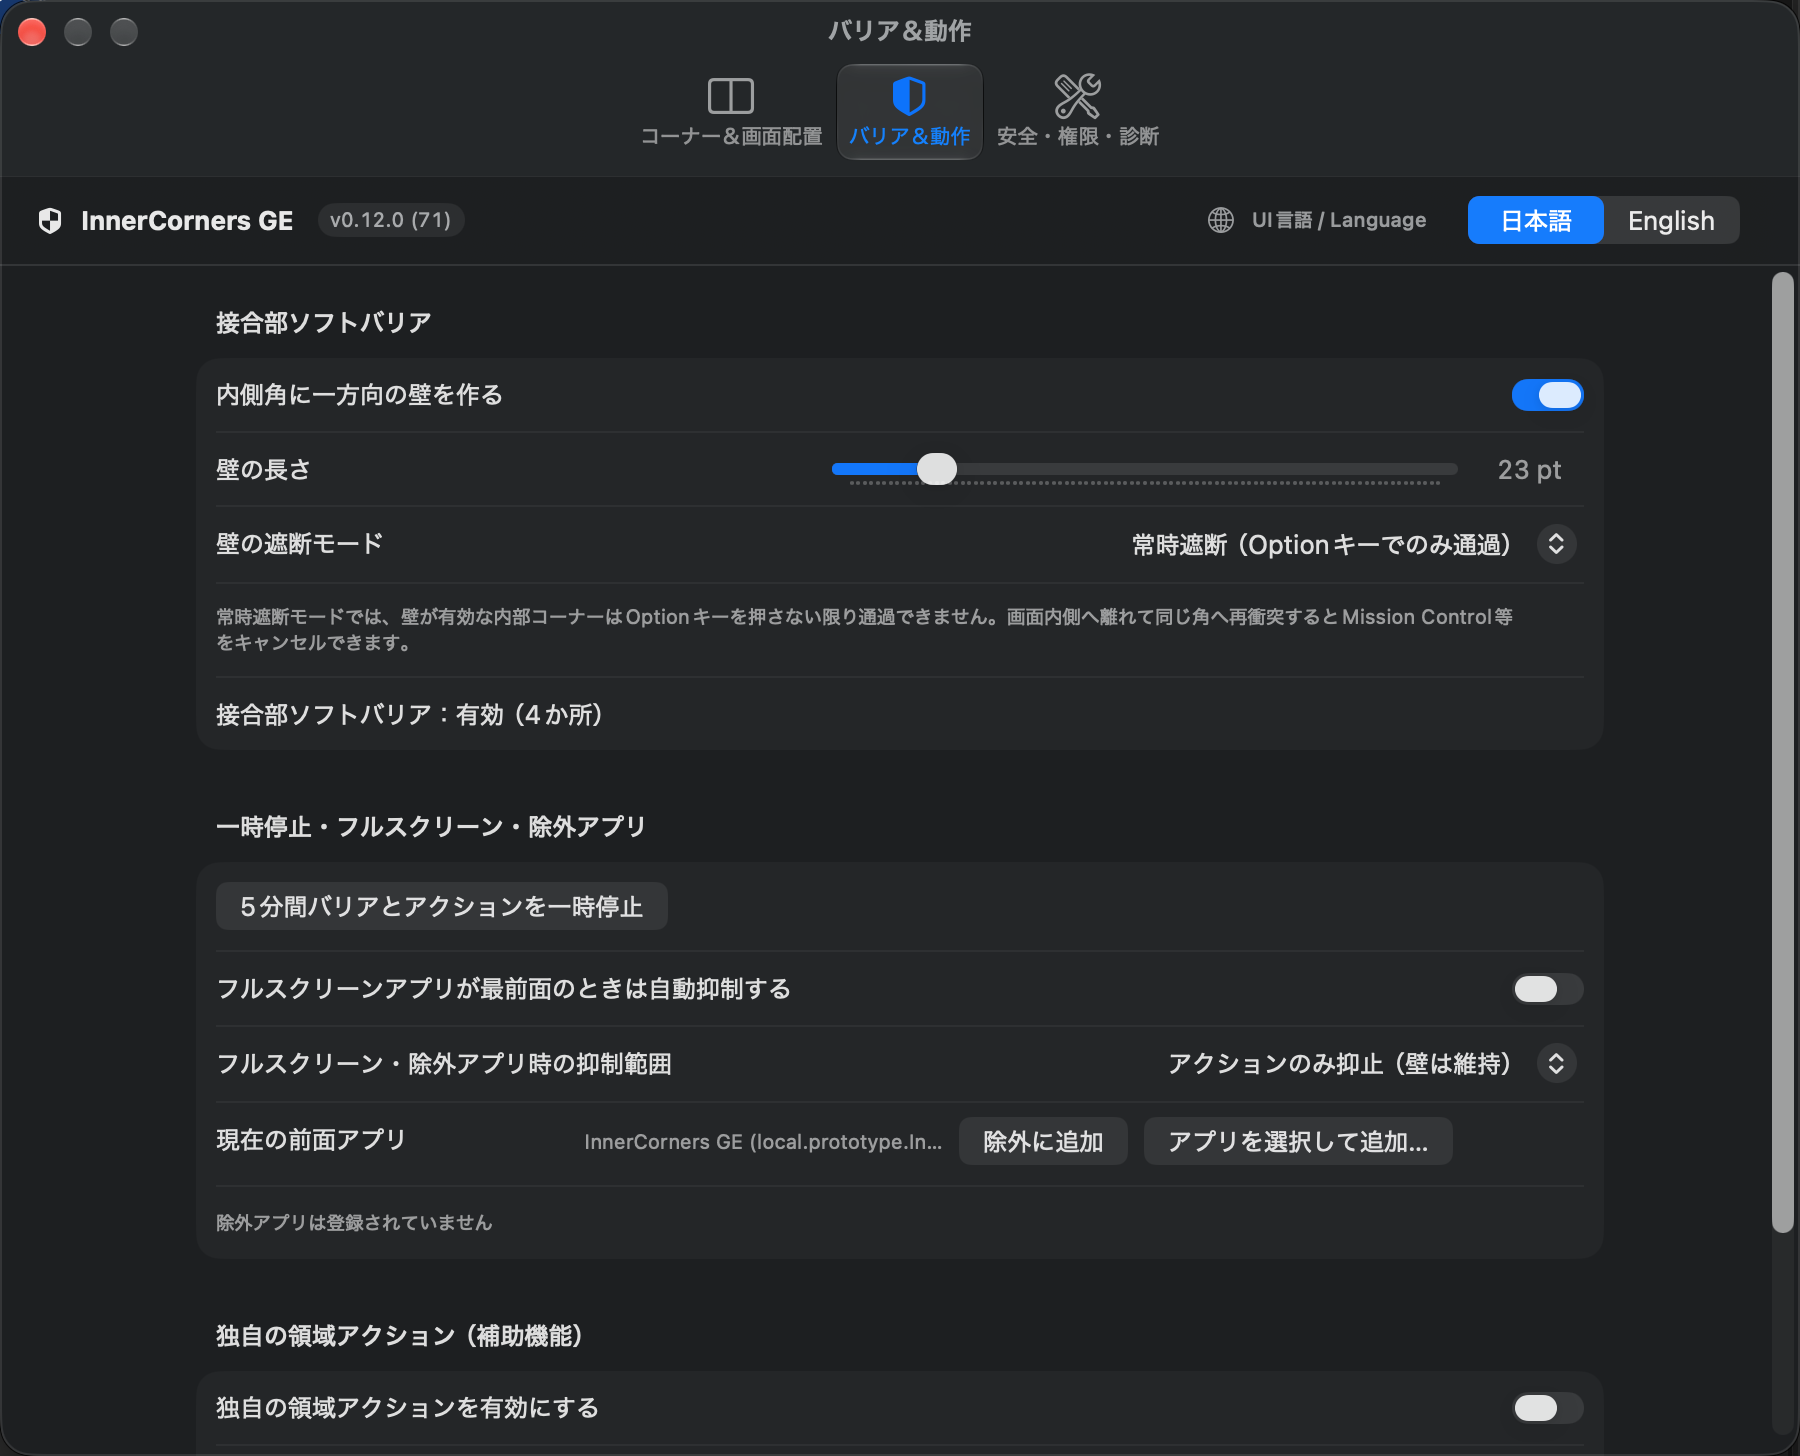 バリア＆動作
コーナー＆画面配置
バリア＆動作
安全・権限・診断
InnerCorners GE
v0.12.0 (71)
UI言語 / Language
日本語
English
接合部ソフトバリア
内側角に一方向の壁を作る
壁の長さ
23 pt
壁の遮断モード
常時遮断（Optionキーでのみ通過）
常時遮断モードでは、壁が有効な内部コーナーはOptionキーを押さない限り通過できません。画面内側へ離れて同じ角へ再衝突するとMission Control等
をキャンセルできます。
接合部ソフトバリア：有効（4か所）
一時停止・フルスクリーン・除外アプリ
5分間バリアとアクションを一時停止
フルスクリーンアプリが最前面のときは自動抑制する
フルスクリーン・除外アプリ時の抑制範囲
アクションのみ抑止（壁は維持）
現在の前面アプリ
InnerCorners GE (local.prototype.In...
除外に追加
アプリを選択して追加...
除外アプリは登録されていません
独自の領域アクション（補助機能）
独自の領域アクションを有効にする